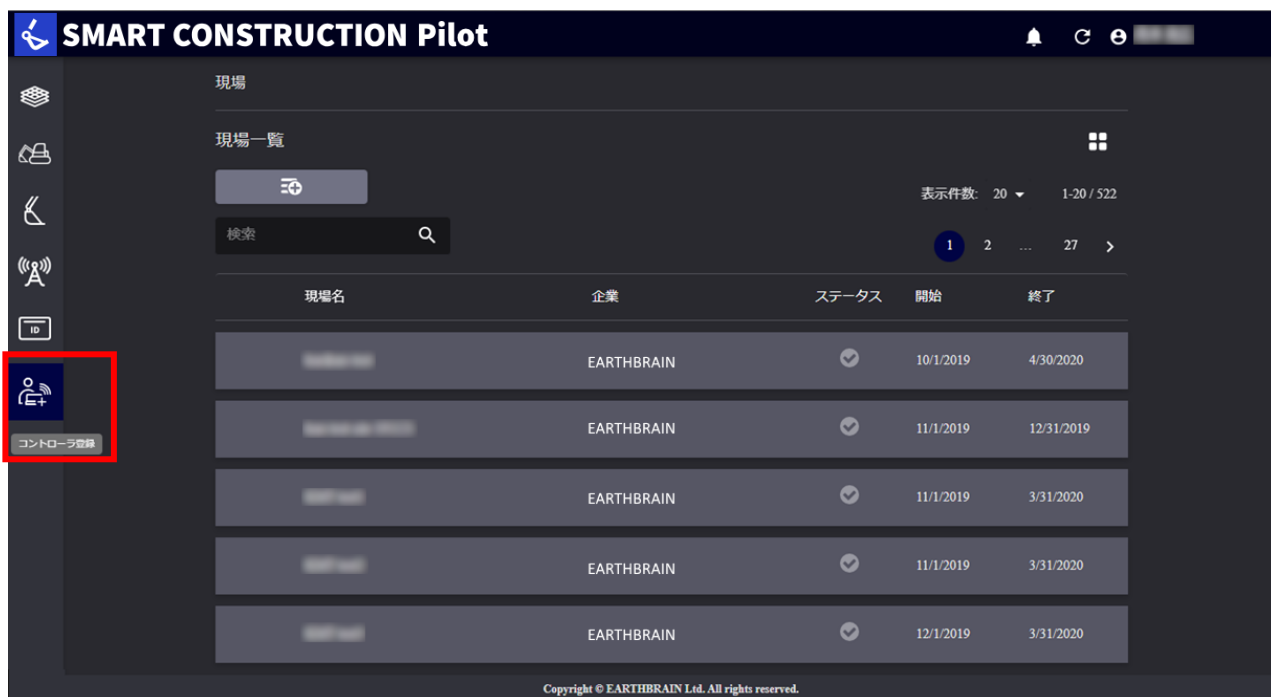 SMART CONSTRUCTION Pilot
現場
現場一覧
表示件数: 20 1-20 / 522
検索
1 2 ... 27
現場名 企業 ステータス 開始 終了
ID
EARTHBRAIN 10/1/2019 4/30/2020
コントローラ登録
EARTHBRAIN 11/1/2019 12/31/2019
EARTHBRAIN 11/1/2019 3/31/2020
EARTHBRAIN 11/1/2019 3/31/2020
EARTHBRAIN 12/1/2019 3/31/2020
Copyright © EARTHBRAIN Ltd. All rights reserved.